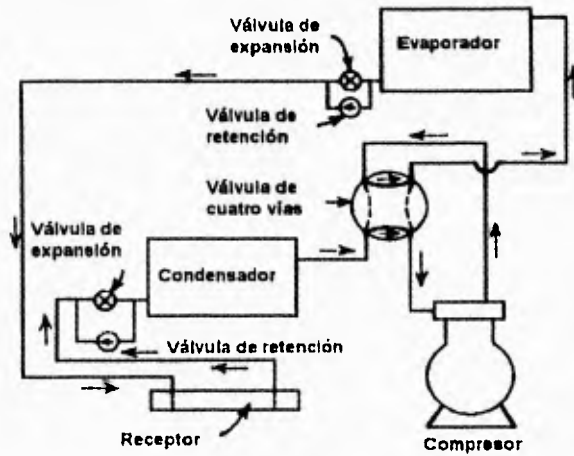 Válvula de
expansión
Evaporador
Válvula de
retención
Válvula de
cuatro vías
Válvula de
expansión
Condensador
Válvula de retención
Receptor
Compresor